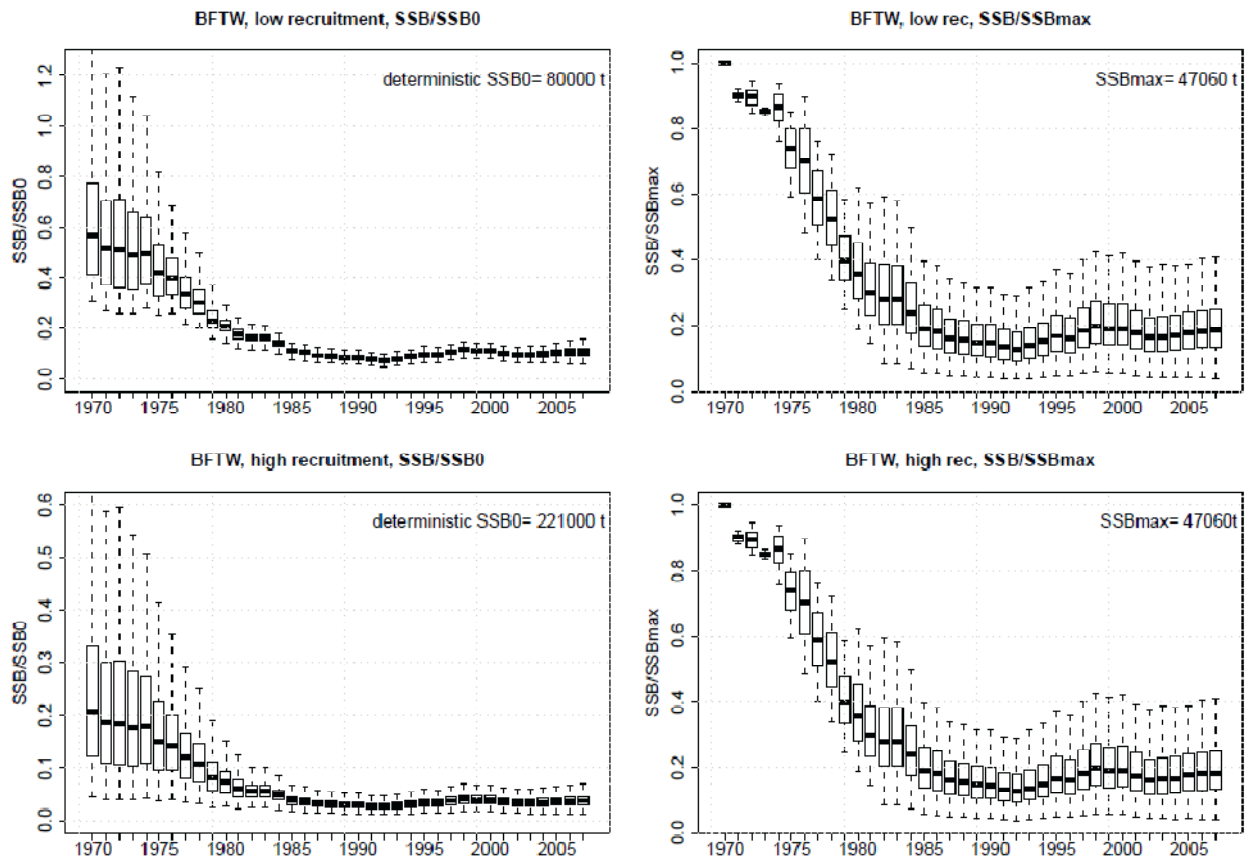 BFTW, low recruitment, SSB/SSB0
deterministic SSB0= 80000 t
SSB/SSB0
1.2
1.0
0.8
0.6
0.4
0.2
0.0
1970 1975 1980 1985 1990 1995 2000 2005
BFTW, low rec, SSB/SSBmax
SSBmax= 47060 t
SSB/SSBmax
1.0
0.8
0.6
0.4
0.2
0.0
1970 1975 1980 1985 1990 1995 2000 2005
BFTW, high recruitment, SSB/SSB0
deterministic SSB0= 221000 t
SSB/SSB0
0.6
0.5
0.4
0.3
0.2
0.1
0.0
1970 1975 1980 1985 1990 1995 2000 2005
BFTW, high rec, SSB/SSBmax
SSBmax= 47060t
SSB/SSBmax
1.0
0.8
0.6
0.4
0.2
0.0
1970 1975 1980 1985 1990 1995 2000 2005